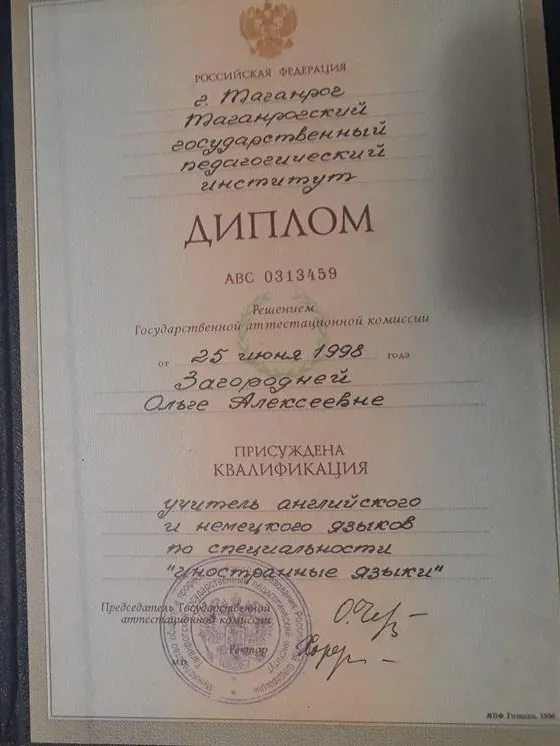 РОССИЙСКАЯ ФЕДЕРАЦИЯ
г. Таганрог
Таганрогский
государственный
педагогический
институт
ДИПЛОМ
АВС 0313459
Решением
Государственной аттестационной комиссии
от 25 июня 1998 года
Загородней
Ольге Алексеевне
ПРИСУЖДЕНА
КВАЛИФИКАЦИЯ
учитель английского
и немецкого языков
по специальности
"иностранные языки"
Председатель Государственной
аттестационной комиссии
Ректор
М.П.